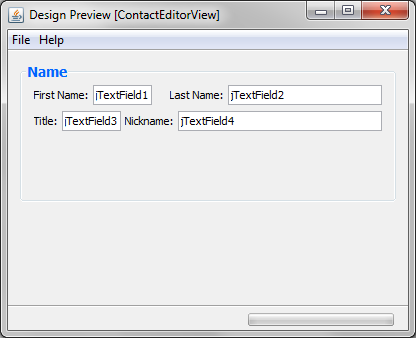 Design Preview [ContactEditorView]
File Help
Name
First Name: jTextField1 Last Name: jTextField2
Title: jTextField3 Nickname: jTextField4